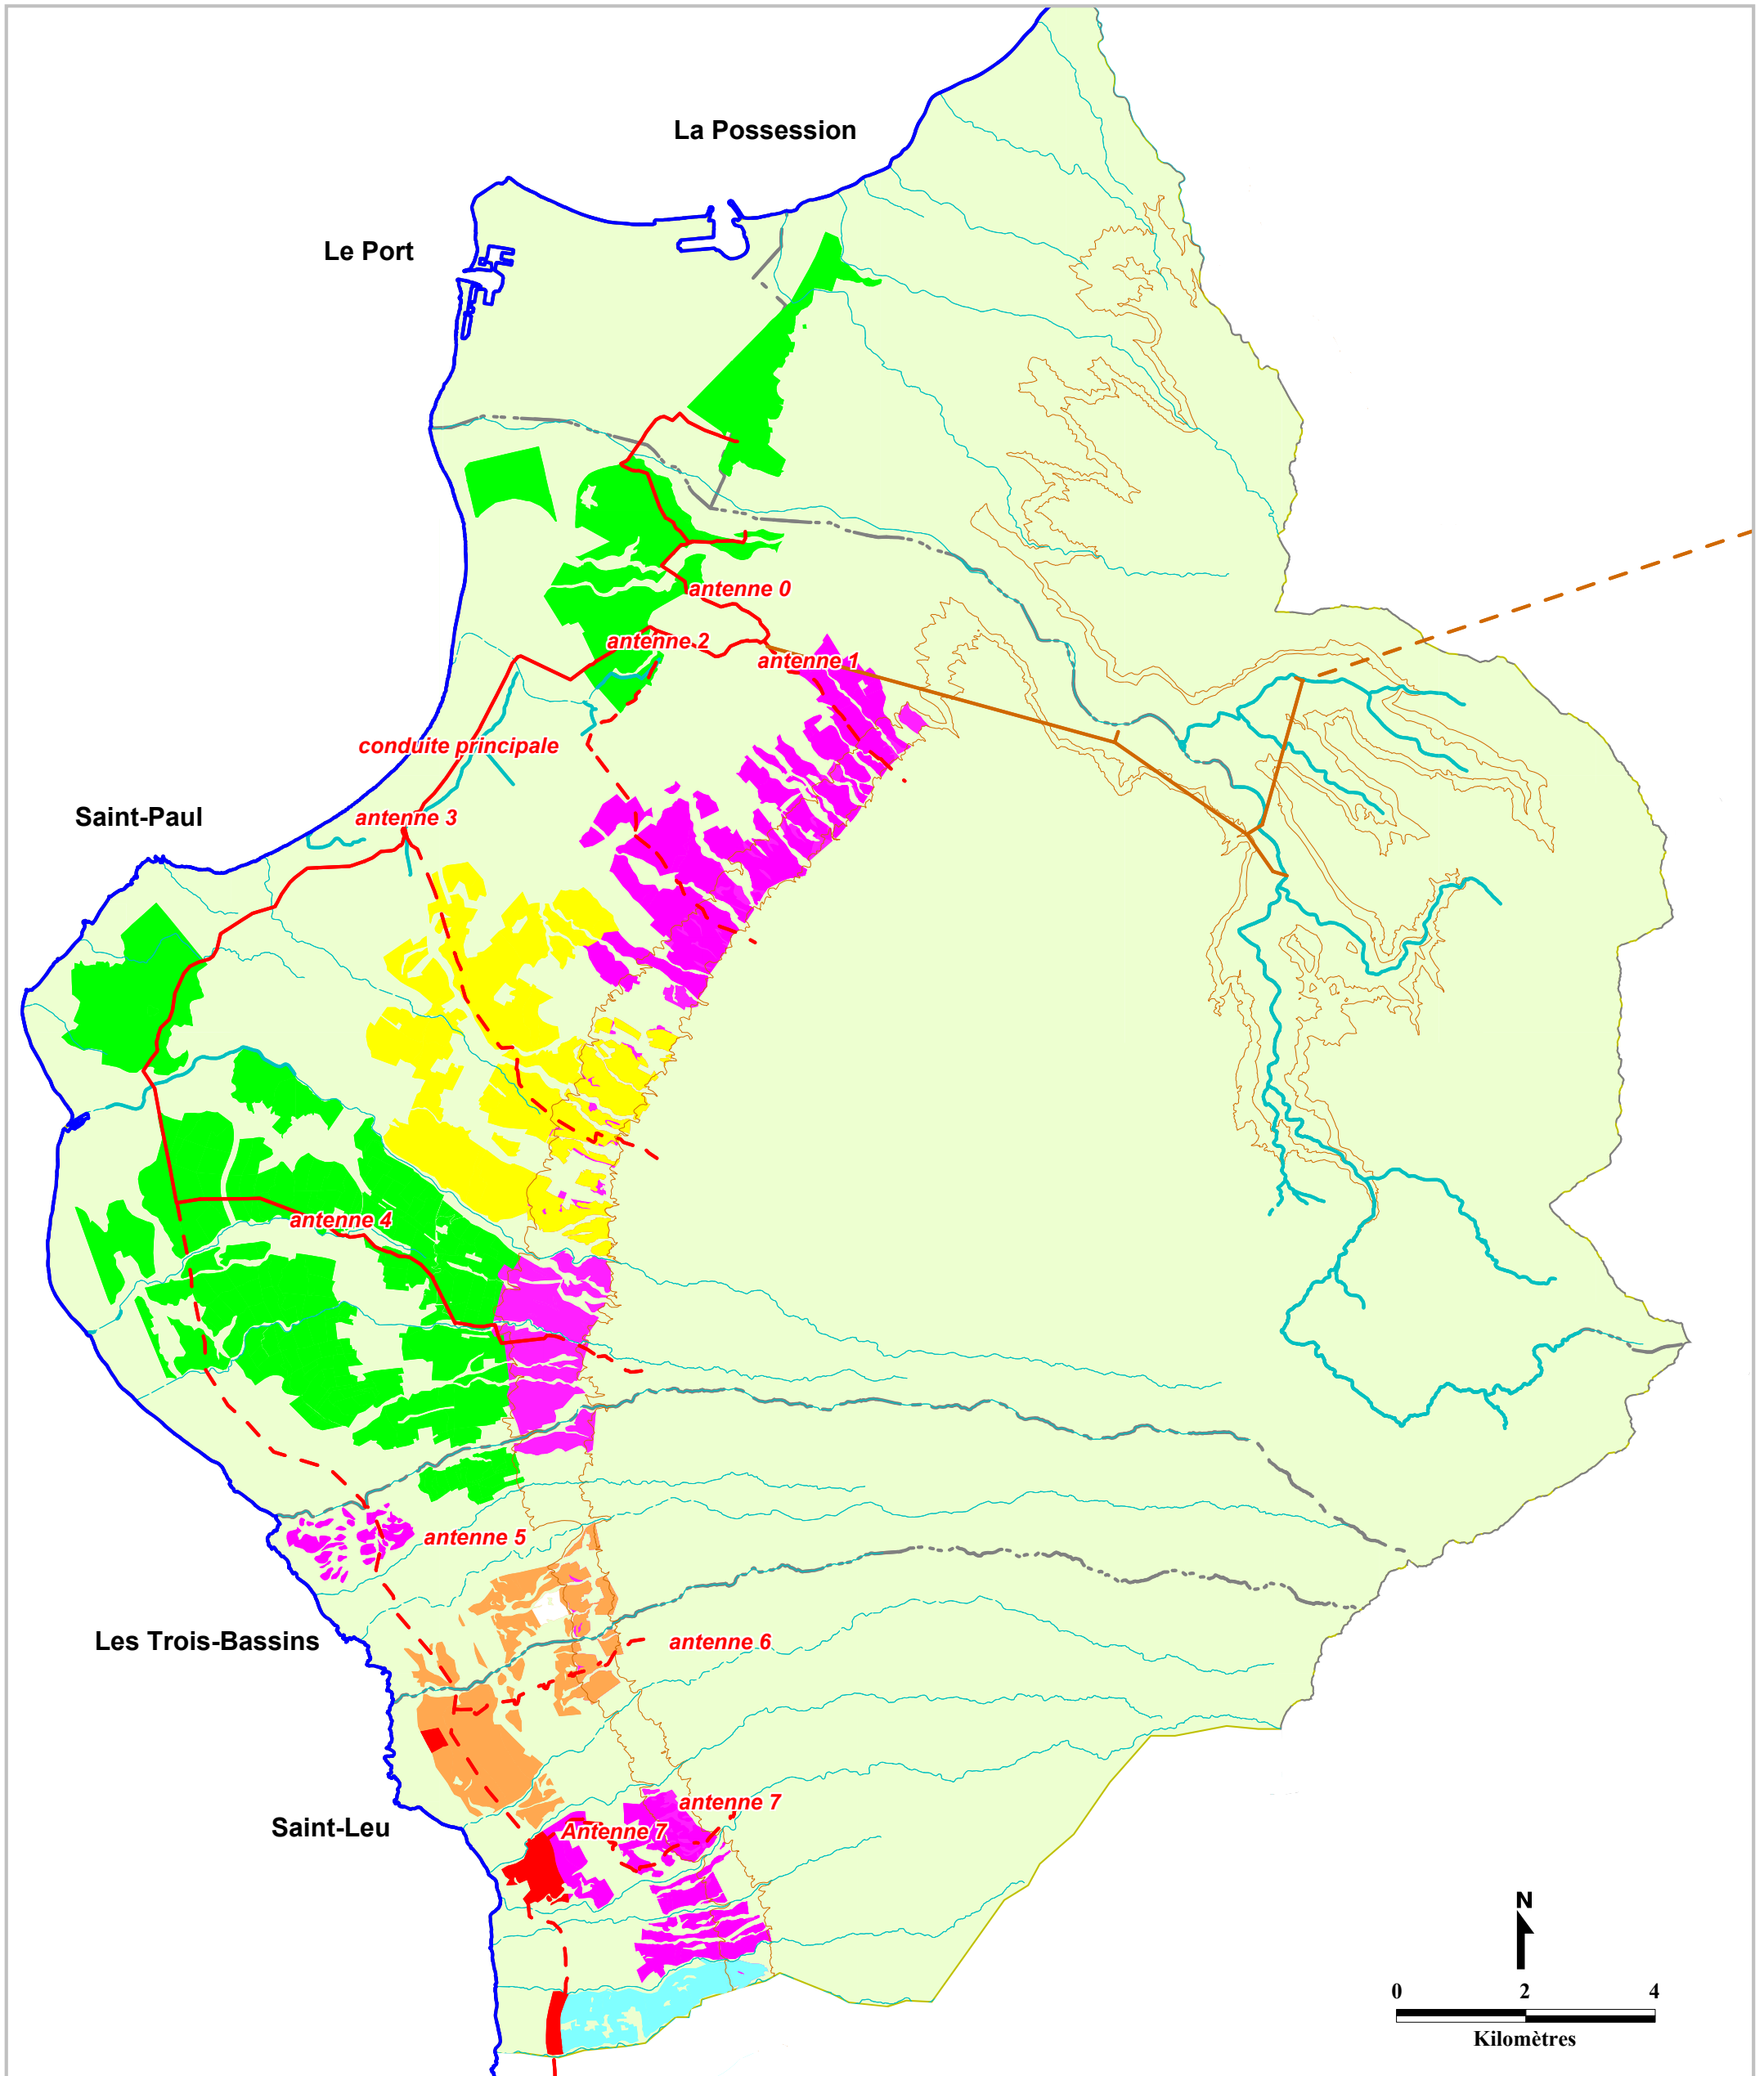 La Possession
Le Port
antenne 0
antenne 2
antenne 1
conduite principale
antenne 3
Saint-Paul
antenne 4
antenne 5
Les Trois-Bassins
antenne 6
antenne 7
Saint-Leu
Antenne 7
N
0 2 4
Kilomètres